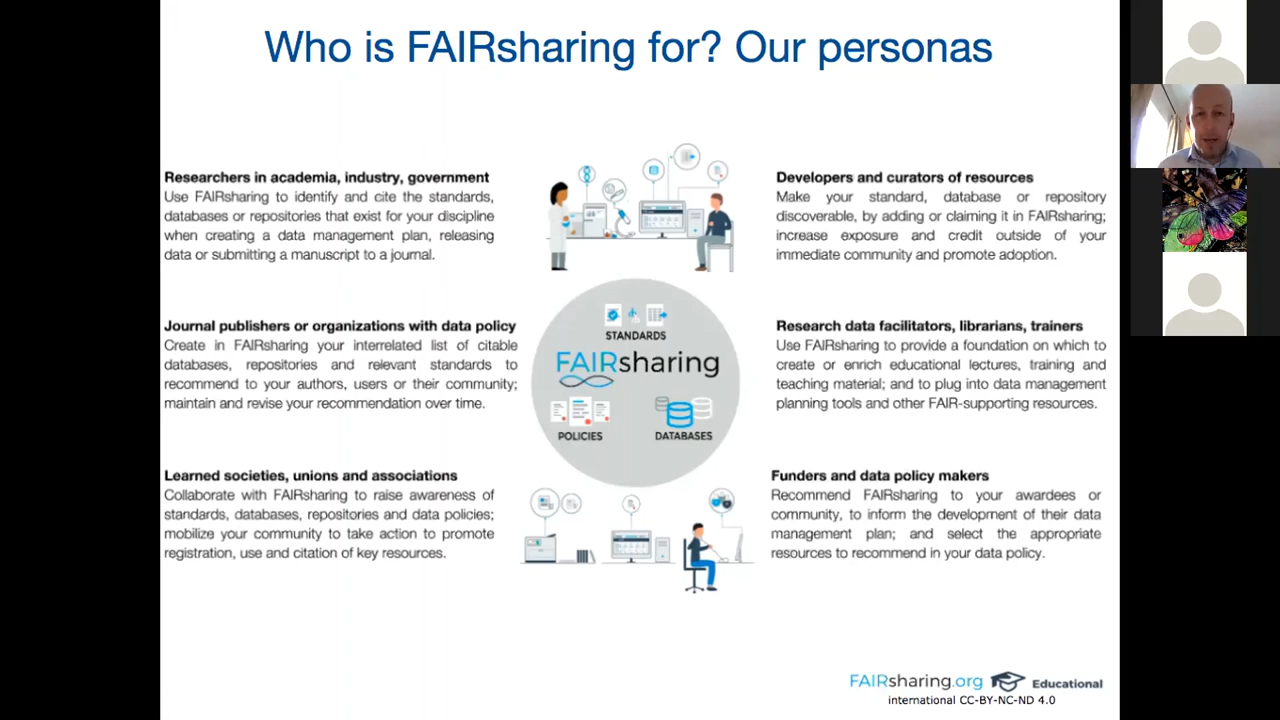 Who is FAIRsharing for? Our personas
Researchers in academia, industry, government
Use FAIRsharing to identify and cite the standards,
databases or repositories that exist for your discipline
when creating a data management plan, releasing
data or submitting a manuscript to a journal.
Developers and curators of resources
Make your standard, database or repository
discoverable, by adding or claiming it in FAIRsharing;
increase exposure and credit outside of your
immediate community and promote adoption.
Journal publishers or organizations with data policy
Create in FAIRsharing your interrelated list of citable
databases, repositories and relevant standards to
recommend to your authors, users or their community;
maintain and revise your recommendation over time.
STANDARDS
FAIRsharing
POLICIES
DATABASES
Research data facilitators, librarians, trainers
Use FAIRsharing to provide a foundation on which to
create or enrich educational lectures, training and
teaching material; and to plug into data management
planning tools and other FAIR-supporting resources.
Learned societies, unions and associations
Collaborate with FAIRsharing to raise awareness of
standards, databases, repositories and data policies;
mobilize your community to take action to promote
registration, use and citation of key resources.
Funders and data policy makers
Recommend FAIRsharing to your awardees or
community, to inform the development of their data
management plan; and select the appropriate
resources to recommend in your data policy.
FAIRsharing.org Educational
international CC-BY-NC-ND 4.0